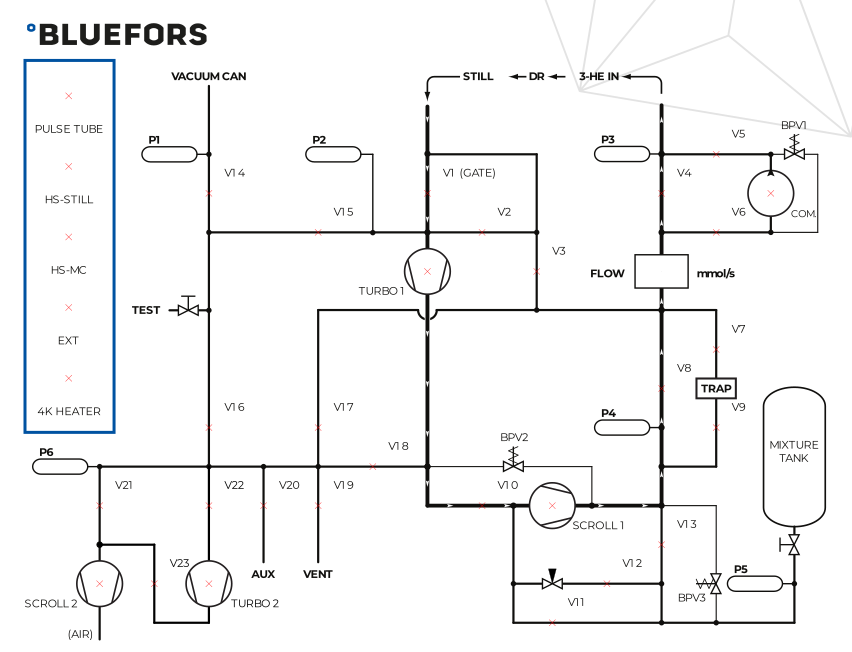 BLUEFORS
VACUUM CAN
STILL DR 3-HE IN
PULSE TUBE
HS-STILL
HS-MC
EXT
4K HEATER
P1
P2
P3
V5
BPV1
V14
V1 (GATE)
V4
V15
V2
V6
COM.
V3
FLOW
mmol/s
TURBO 1
TEST
V7
V8
TRAP
V16
V17
V9
P4
BPV2
V18
MIXTURE
TANK
P6
V21
V22
V20
V19
V10
SCROLL 1
V13
V23
AUX
VENT
V12
P5
SCROLL 2
TURBO 2
V11
BPV3
(AIR)